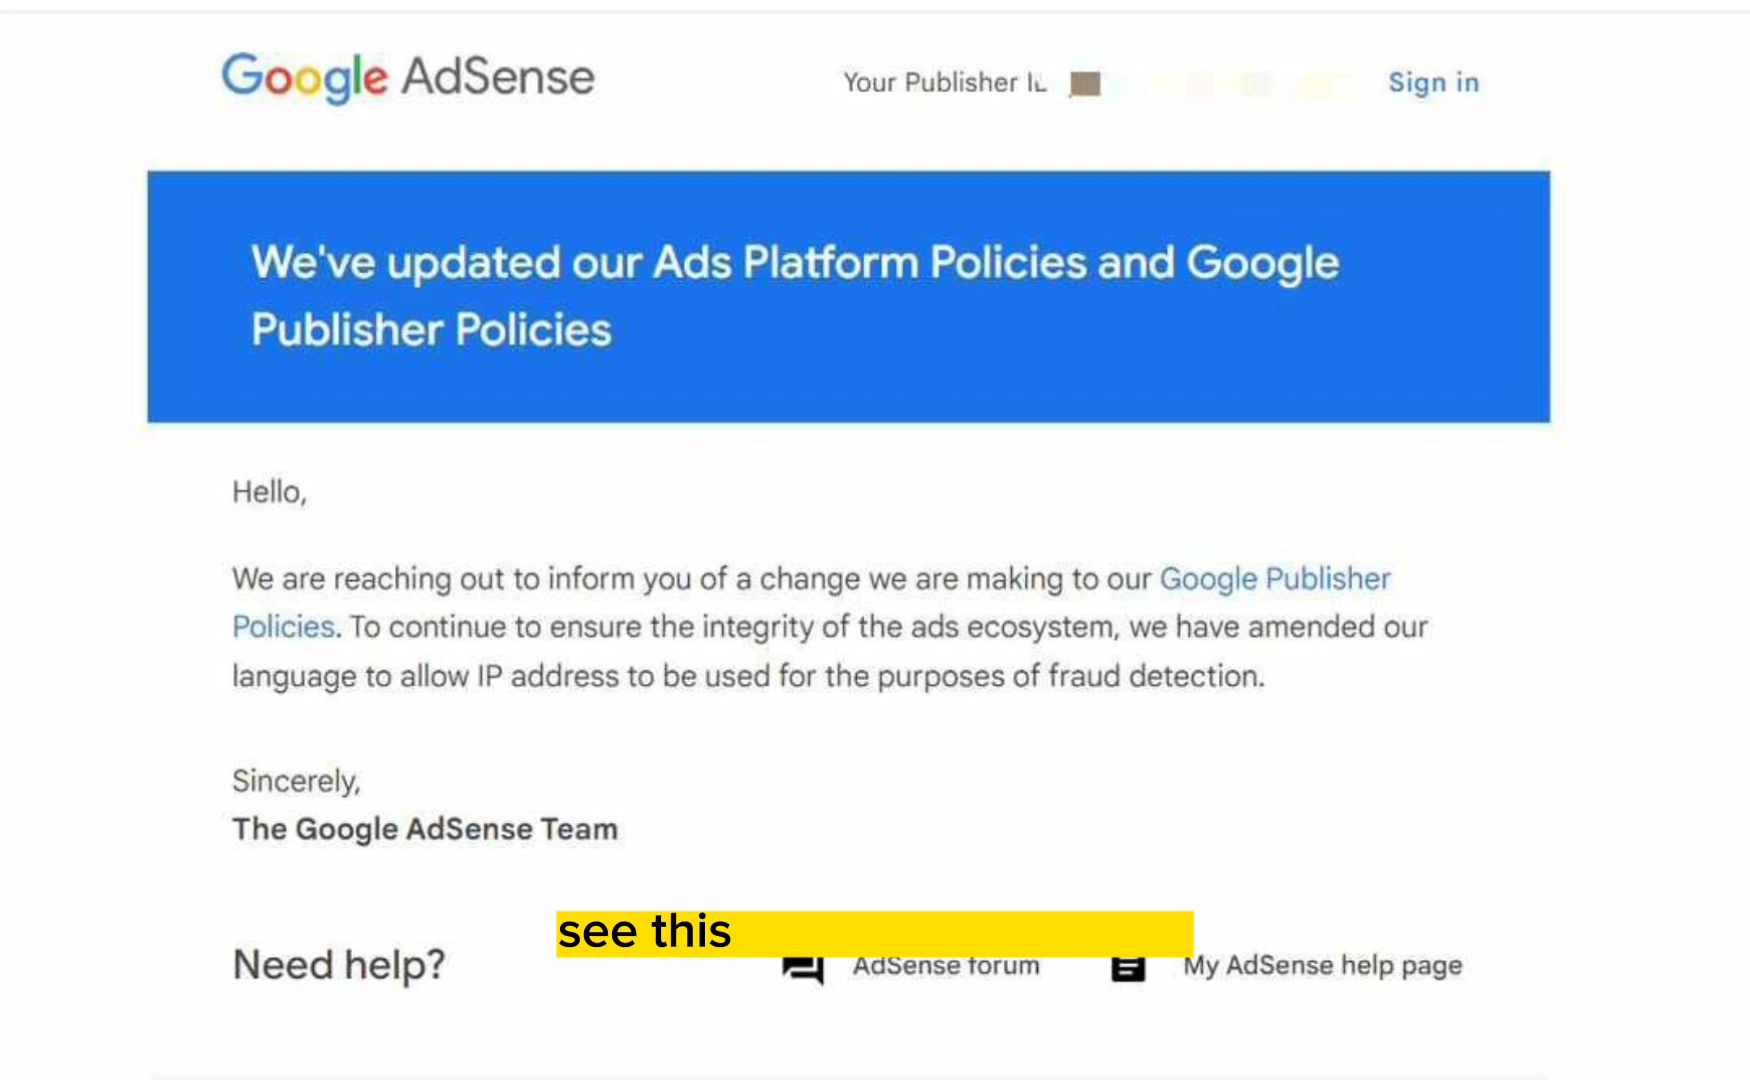 Google AdSense
Your Publisher
Sign in
We've updated our Ads Platform Policies and Google
Publisher Policies
Hello,
We are reaching out to inform you of a change we are making to our Google Publisher
Policies. To continue to ensure the integrity of the ads ecosystem, we have amended our
language to allow IP address to be used for the purposes of fraud detection.
Sincerely,
The Google AdSense Team
see this
Need help?
AdSense forum
My AdSense help page